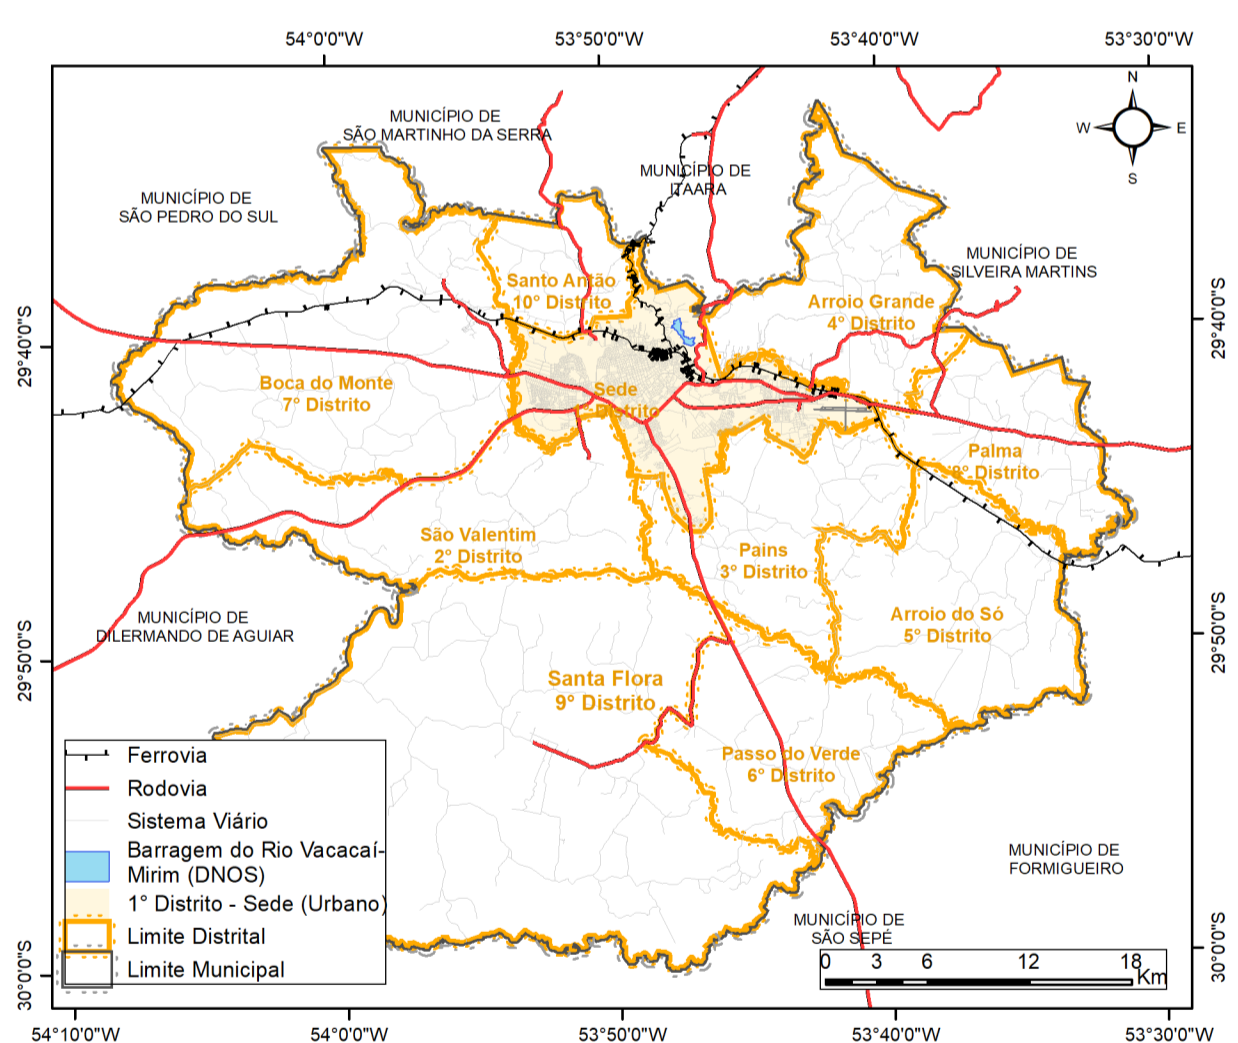 54°0'0"W
53°50'0"W
53°40'0"W
53°30'0"W
N
W
E
S
MUNICÍPIO DE
SÃO MARTINHO DA SERRA
MUNICÍPIO DE
ITAARA
MUNICÍPIO DE
SÃO PEDRO DO SUL
MUNICÍPIO DE
SILVEIRA MARTINS
Santo Antão
10° Distrito
Arroio Grande
4° Distrito
29°40'0"S
29°40'0"S
Boca do Monte
7° Distrito
Sede
Distrito
Palma
8° Distrito
São Valentim
2° Distrito
Pains
3° Distrito
Arroio do Só
5° Distrito
MUNICÍPIO DE
DILERMANDO DE AGUIAR
29°50'0"S
29°50'0"S
Santa Flora
9° Distrito
Passo do Verde
6° Distrito
MUNICÍPIO DE
FORMIGUEIRO
MUNICÍPIO DE
SÃO SEPÉ
Ferrovia
Rodovia
Sistema Viário
Barragem do Rio Vacacaí-
Mirim (DNOS)
1° Distrito - Sede (Urbano)
Limite Distrital
Limite Municipal
0 3 6 12 18
Km
30°0'0"S
30°0'0"S
54°10'0"W
54°0'0"W
53°50'0"W
53°40'0"W
53°30'0"W